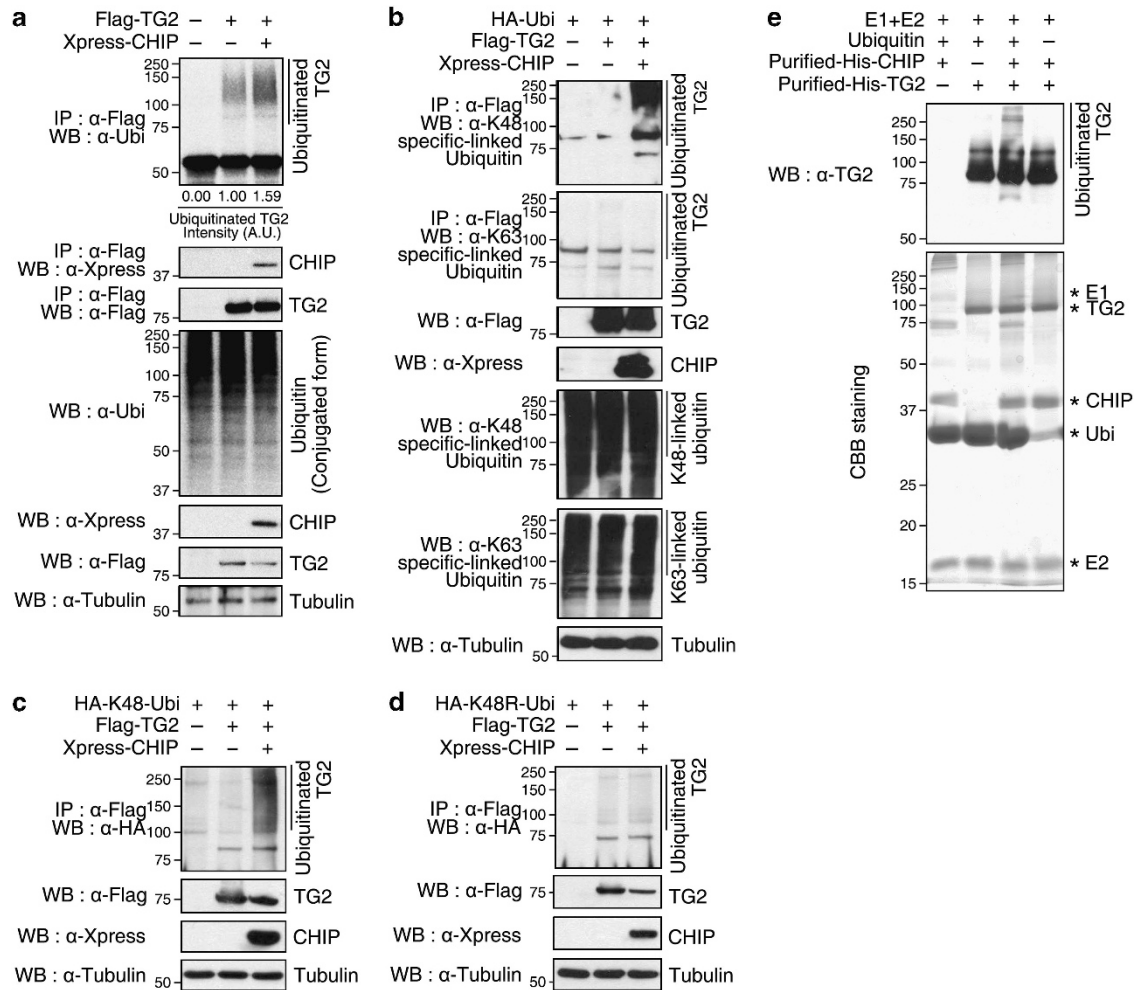 a
Flag-TG2 – + +
Xpress-CHIP – – +
250
150
100
75
50
IP : α-Flag
WB : α-Ubi
Ubiquitinated
TG2
0.00 1.00 1.59
Ubiquitinated TG2
Intensity (A.U.)
IP : α-Flag
WB : α-Xpress
37
CHIP
IP : α-Flag
WB : α-Flag
75
TG2
250
150
100
75
50
37
WB : α-Ubi
Ubiquitin
(Conjugated form)
WB : α-Xpress
37
CHIP
WB : α-Flag
75
TG2
WB : α-Tubulin
50
Tubulin
b
HA-Ubi + + +
Flag-TG2 – + +
Xpress-CHIP – – +
250
150
100
75
IP : α-Flag
WB : α-K48
specific-linked
Ubiquitin
Ubiquitinated
TG2
250
150
100
75
IP : α-Flag
WB : α-K63
specific-linked
Ubiquitin
Ubiquitinated
TG2
WB : α-Flag
75
TG2
WB : α-Xpress
CHIP
250
150
100
75
WB : α-K48
specific-linked
Ubiquitin
K48-linked
ubiquitin
250
150
100
75
WB : α-K63
specific-linked
Ubiquitin
K63-linked
ubiquitin
WB : α-Tubulin
50
Tubulin
e
E1+E2 + + + +
Ubiquitin + + + –
Purified-His-CHIP + – + +
Purified-His-TG2 – + + +
250
150
100
75
50
WB : α-TG2
Ubiquitinated
TG2
250
150
100
75
50
37
25
20
15
CBB staining
* E1
* TG2
* CHIP
* Ubi
* E2
c
HA-K48-Ubi + + +
Flag-TG2 – + +
Xpress-CHIP – – +
250
150
100
75
IP : α-Flag
WB : α-HA
Ubiquitinated
TG2
WB : α-Flag
75
TG2
WB : α-Xpress
CHIP
WB : α-Tubulin
50
Tubulin
d
HA-K48R-Ubi + + +
Flag-TG2 – + +
Xpress-CHIP – – +
250
150
100
75
IP : α-Flag
WB : α-HA
Ubiquitinated
TG2
WB : α-Flag
75
TG2
WB : α-Xpress
CHIP
WB : α-Tubulin
50
Tubulin